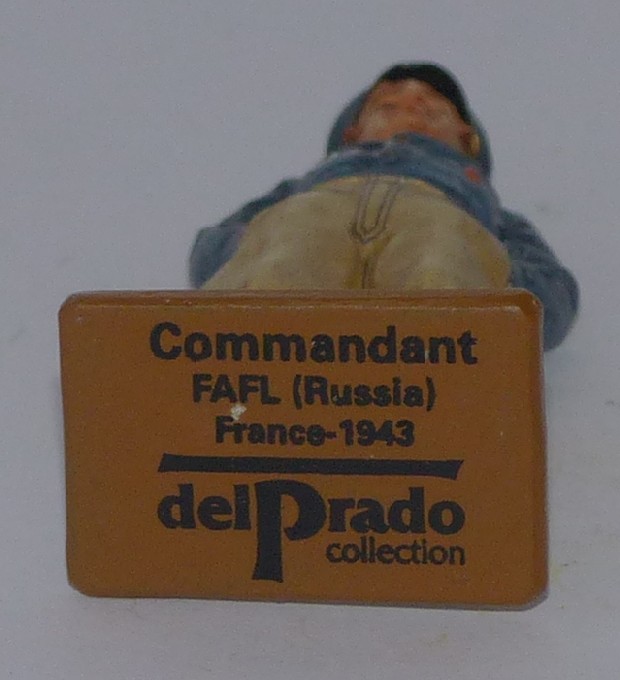 Commandant
FAFL (Russia)
France-1943
delPrado
collection